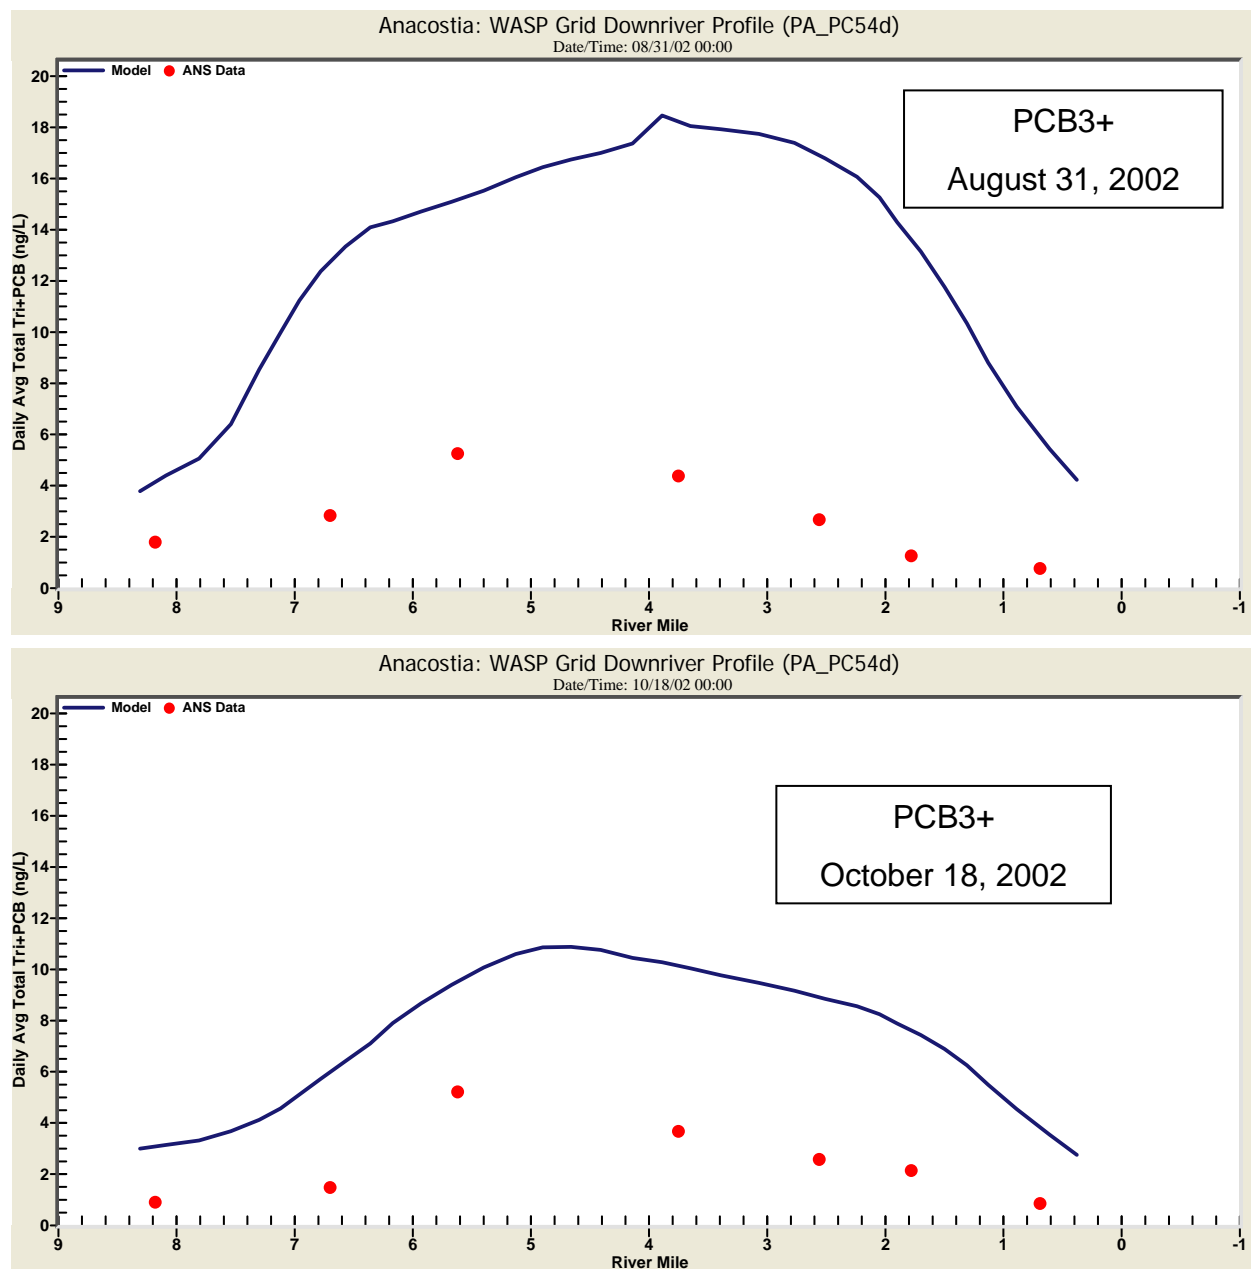 Anacostia: WASP Grid Downriver Profile (PA_PC54d)
Date/Time: 08/31/02 00:00
Model ANS Data
PCB3+
August 31, 2002
Daily Avg Total Tri+PCB (ng/L)
20
18
16
14
12
10
8
6
4
2
0
9 8 7 6 5 4 3 2 1 0 -1
River Mile
Anacostia: WASP Grid Downriver Profile (PA_PC54d)
Date/Time: 10/18/02 00:00
Model ANS Data
PCB3+
October 18, 2002
Daily Avg Total Tri+PCB (ng/L)
20
18
16
14
12
10
8
6
4
2
0
9 8 7 6 5 4 3 2 1 0 -1
River Mile